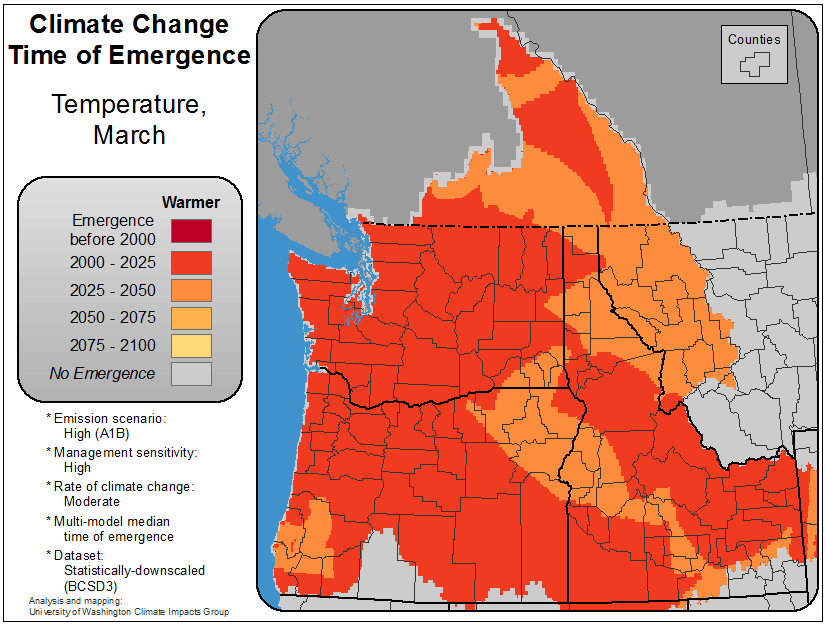 Climate Change
Time of Emergence
Temperature,
March
Warmer
Emergence
before 2000
2000 - 2025
2025 - 2050
2050 - 2075
2075 - 2100
No Emergence
* Emission scenario:
High (A1B)
* Management sensitivity:
High
* Rate of climate change:
Moderate
* Multi-model median
time of emergence
* Dataset:
Statistically-downscaled
(BCSD3)
Analysis and mapping:
University of Washington Climate Impacts Group
Counties